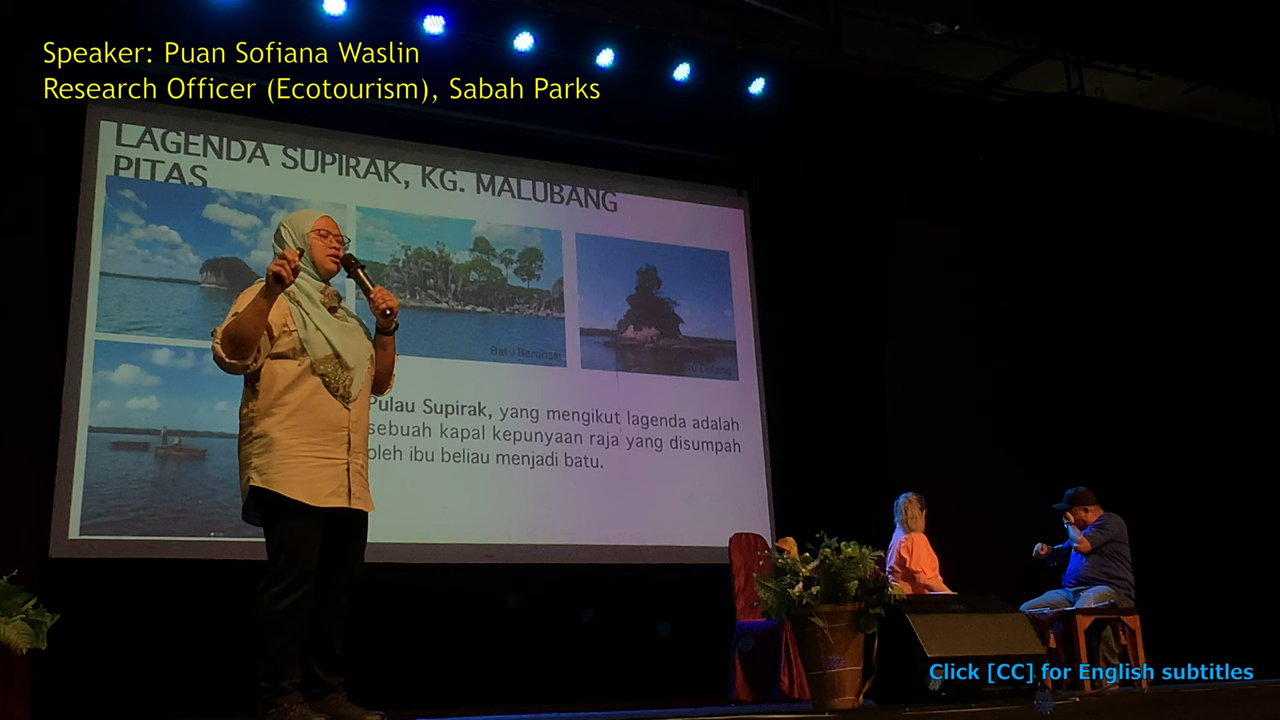 Speaker: Puan Sofiana Waslin
Research Officer (Ecotourism), Sabah Parks
LAGENDA SUPIRAK, KG. MALUBANG
PITAS
Batu Berunsai
Pulau Supirak, yang mengikut lagenda adalah
sebuah kapal kepunyaan raja yang disumpah
oleh ibu beliau menjadi batu.
Click [CC] for English subtitles